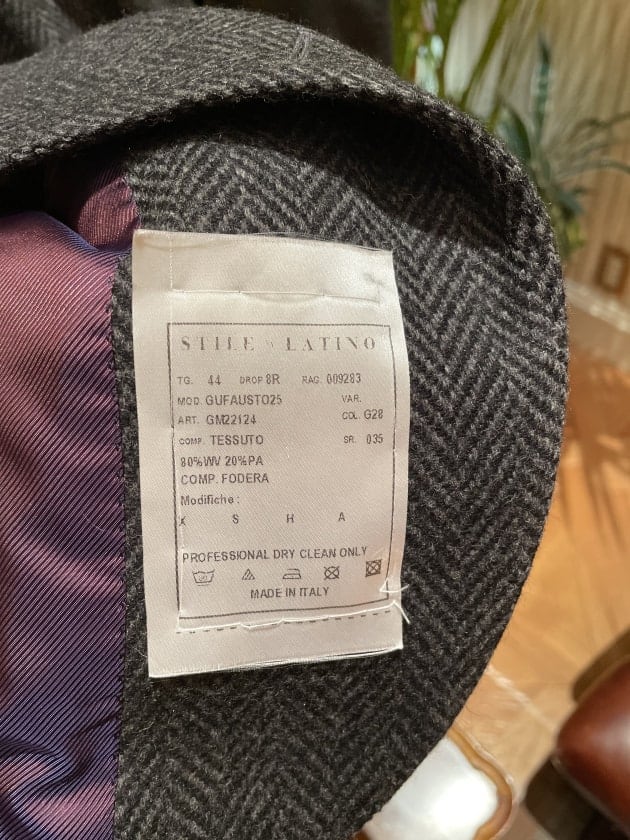 STILE LATINO
TG. 44 DROP 8R RAG. 009283
MOD. GUFAUSTO25 VAR.
ART. GM22124 COL. G28
COMP. TESSUTO SR. 035
80%WV 20%PA
COMP. FODERA
Modifiche :
X S H A
PROFESSIONAL DRY CLEAN ONLY
MADE IN ITALY